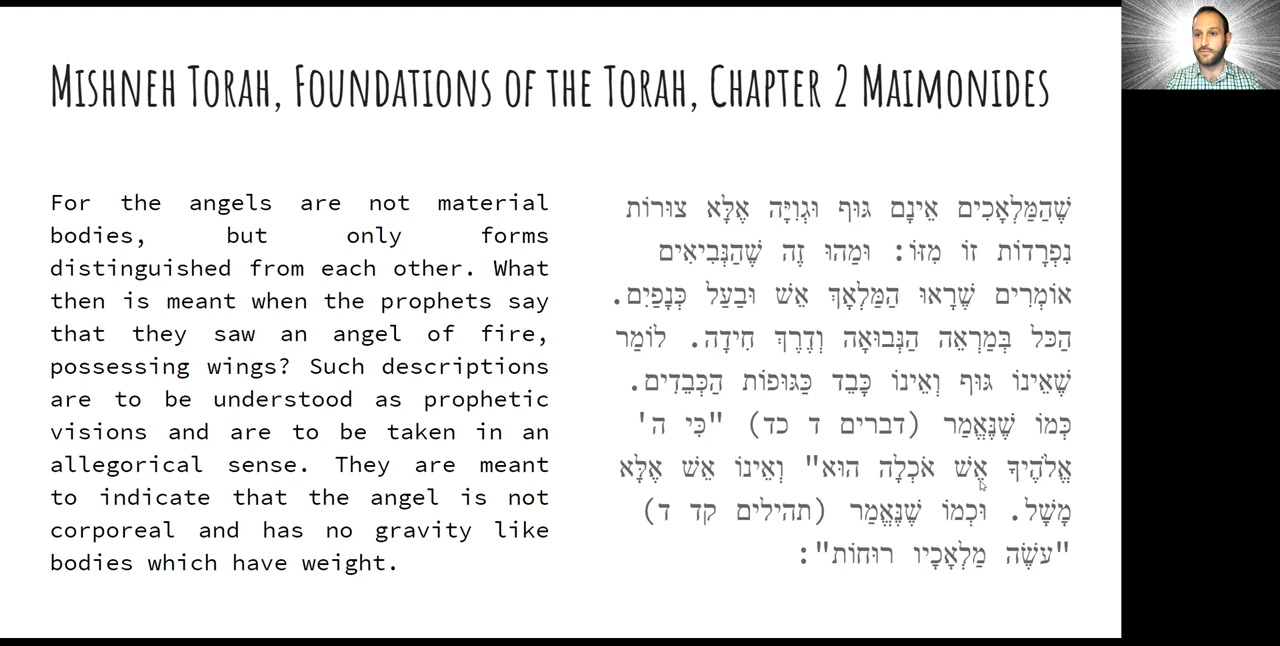 Mishneh Torah, Foundations of the Torah, Chapter 2 Maimonides
For the angels are not material
bodies, but only forms
distinguished from each other. What
then is meant when the prophets say
that they saw an angel of fire,
possessing wings? Such descriptions
are to be understood as prophetic
visions and are to be taken in an
allegorical sense. They are meant
to indicate that the angel is not
corporeal and has no gravity like
bodies which have weight.
שֶׁהַמַּלְאָכִים אֵינָם גּוּף וּגְוִיָּה אֶלָּא צוּרוֹת
נִפְרָדוֹת זוֹ מִזּוֹ: וּמַהוּ זֶה שֶׁהַנְּבִיאִים
אוֹמְרִים שֶׁרָאוּ הַמַּלְאָךְ אֵשׁ וּבַעַל כְּנָפַיִם.
הַכּל בְּמַרְאֵה הַנְּבוּאָה וְדֶרֶךְ חִידָה. לוֹמַר
שֶׁאֵינוֹ גּוּף וְאֵינוֹ כָּבֵד כַּגּוּפוֹת הַכְּבֵדִים.
כְּמוֹ שֶׁנֶּאֱמַר (דברים ד כד) "כִּי ה'
אֱלֹהֶיךָ אֵשׁ אֹכְלָה הוּא" וְאֵינוֹ אֵשׁ אֶלָּא
מָשָׁל. וּכְמוֹ שֶׁנֶּאֱמַר (תהילים קד ד)
"עֹשֶׂה מַלְאָכָיו רוּחוֹת":